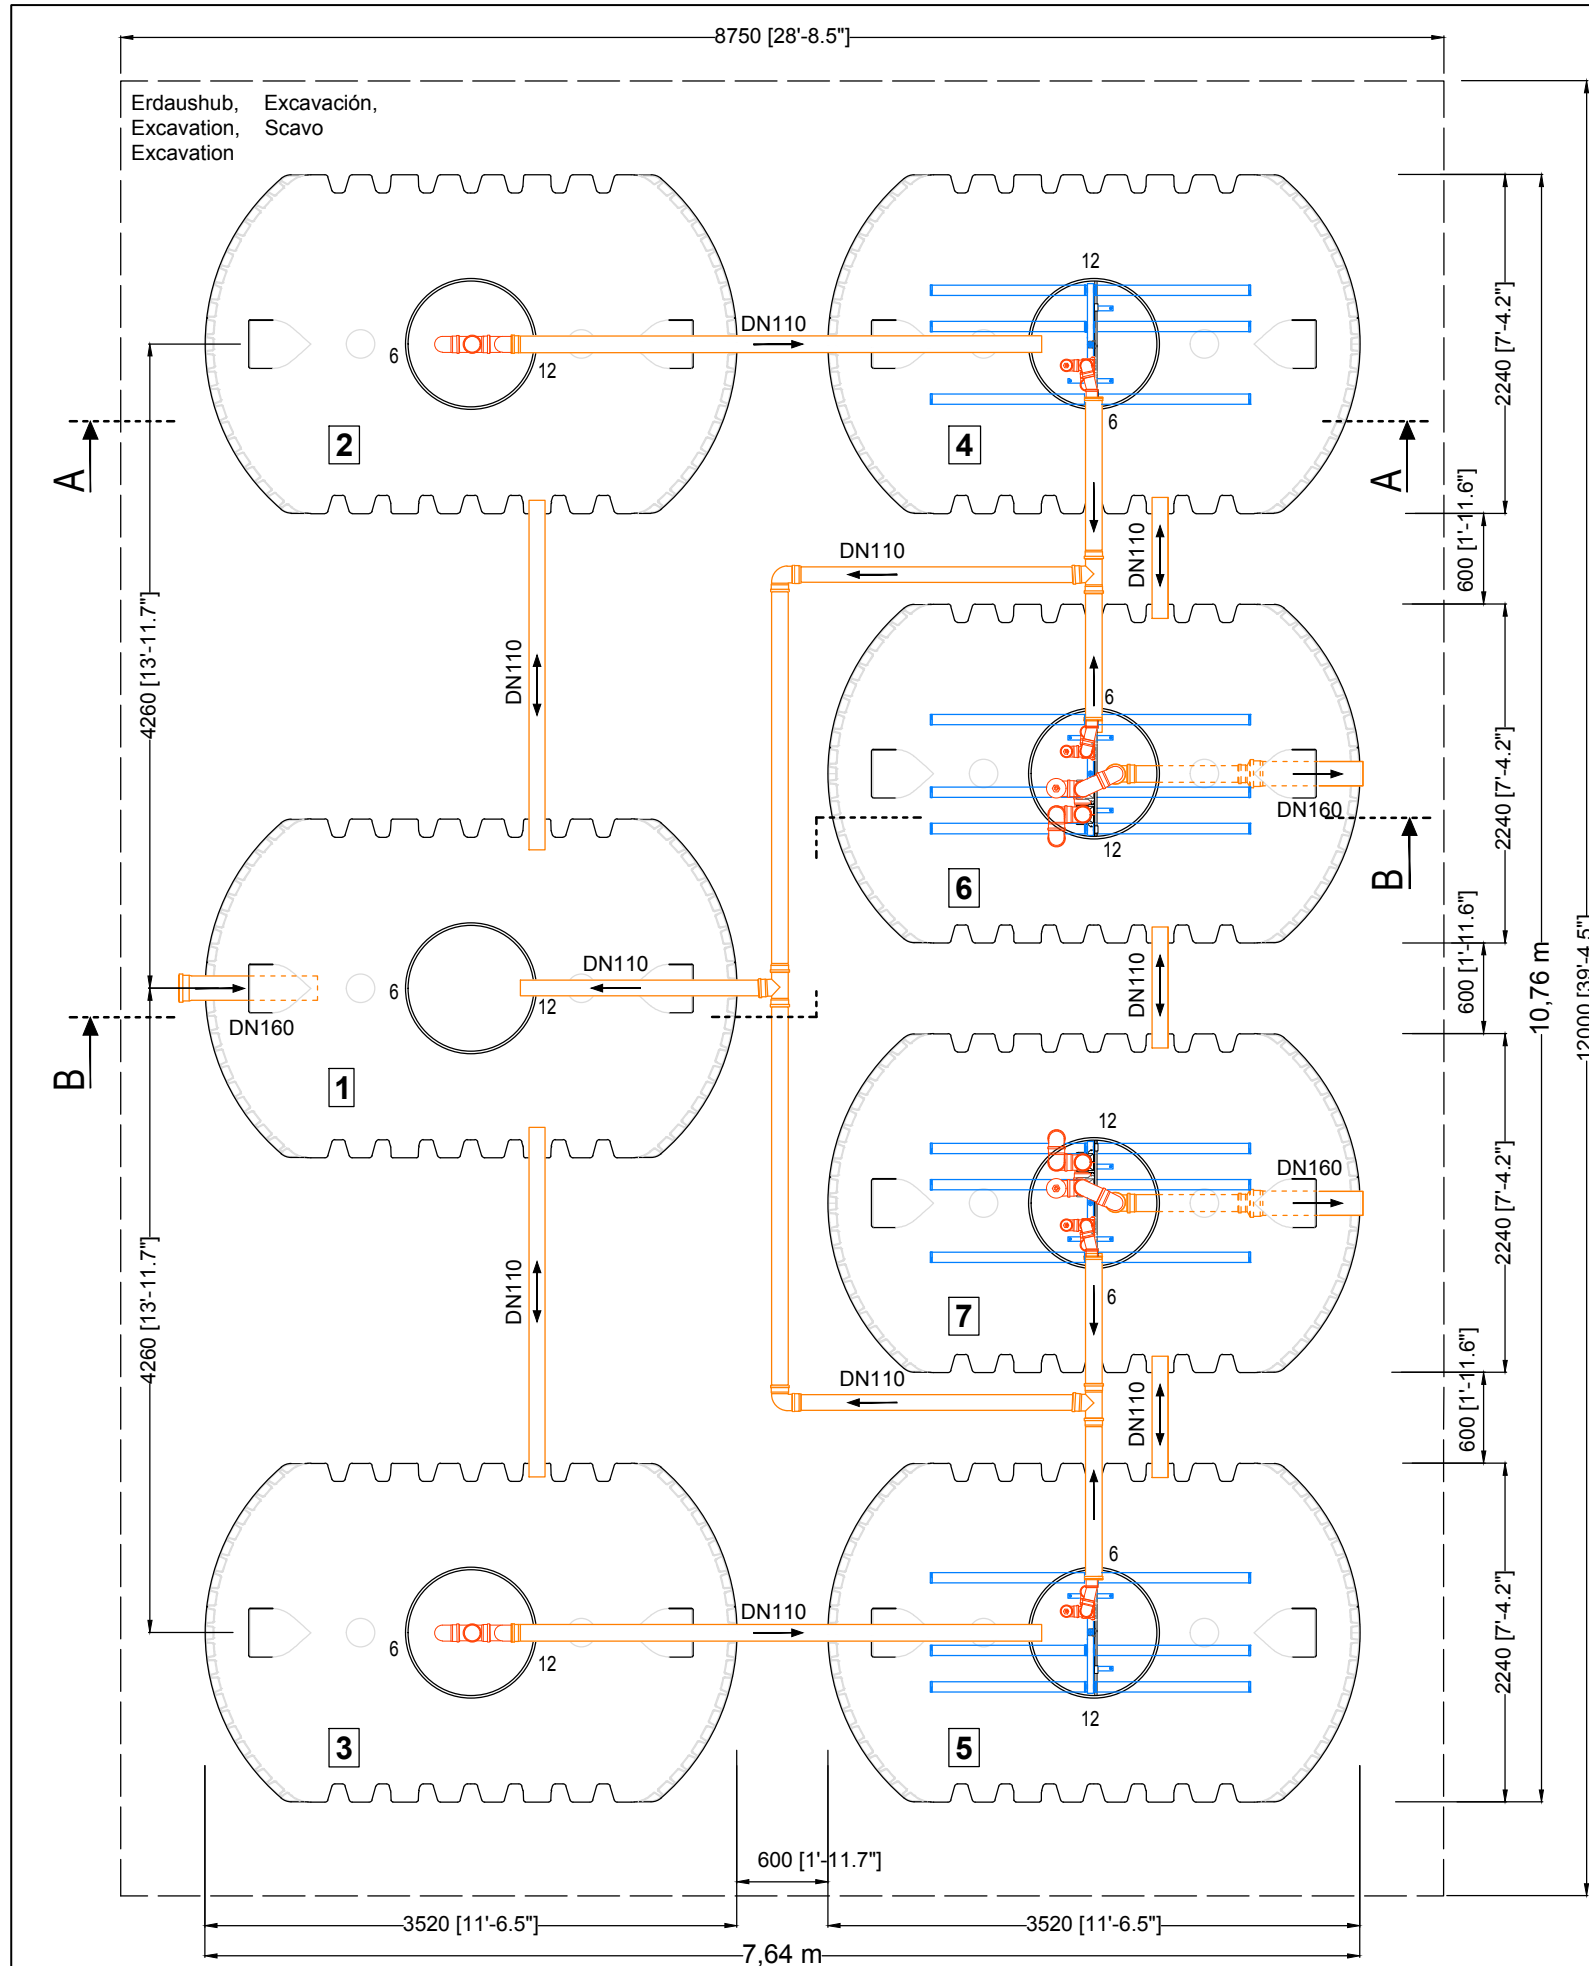 8750 [28'-8.5"]
Erdaushub, Excavación,
Excavation, Scavo
Excavation
12
DN110
6
12
6
2
4
A
A
2240 [7'-4.2"]
600 [1'-11.6"]
DN110
DN110
4260 [13'-11.7"]
DN110
6
DN160
12
6
B
2240 [7'-4.2"]
600 [1'-11.6"]
10,76 m
12000 [39'-4.5"]
DN110
DN110
6
12
DN160
B
1
12
DN160
7
6
2240 [7'-4.2"]
4260 [13'-11.7"]
DN110
DN110
DN110
600 [1'-11.6"]
6
DN110
6
12
12
3
5
2240 [7'-4.2"]
600 [1'-11.7"]
3520 [11'-6.5"]
3520 [11'-6.5"]
7,64 m